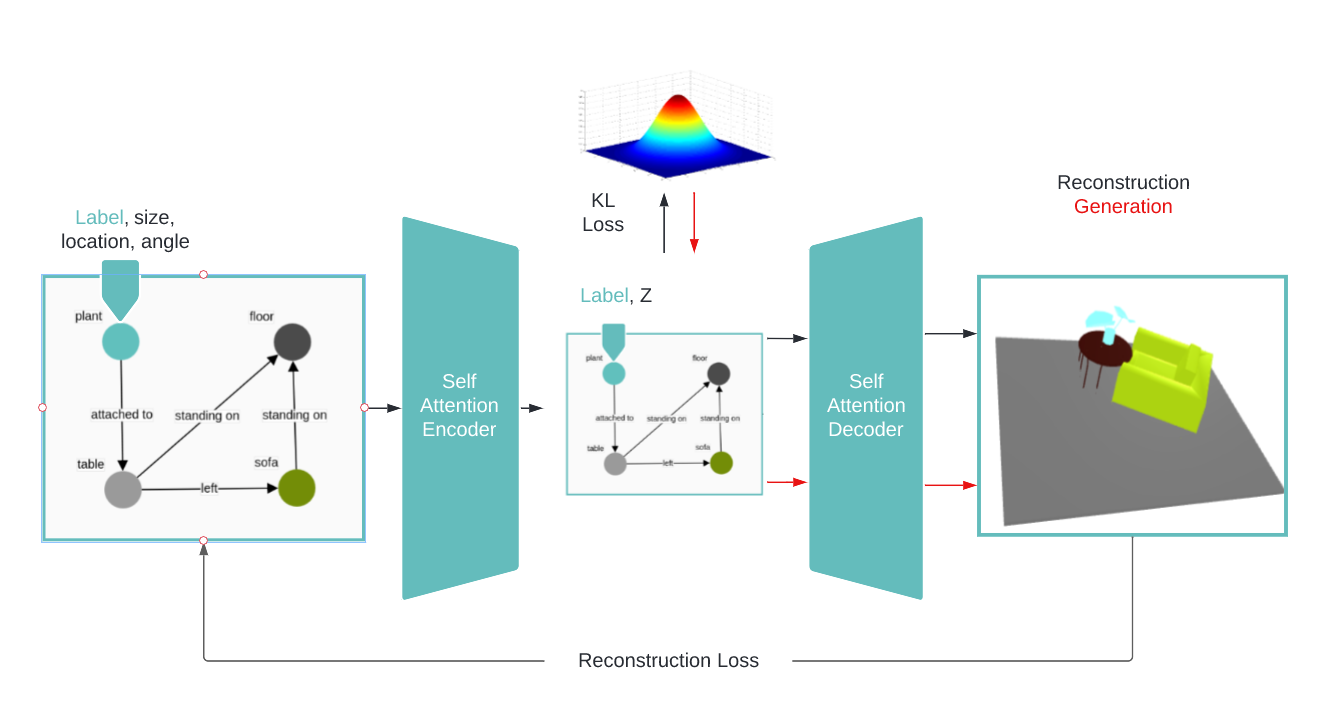 KL
Loss
Reconstruction
Generation
Label, size,
location, angle
Label, Z
plant
floor
attached to
standing on
standing on
table
sofa
left
Self
Attention
Encoder
plant
floor
attached to
standing on
standing on
table
sofa
left
Self
Attention
Decoder
Reconstruction Loss